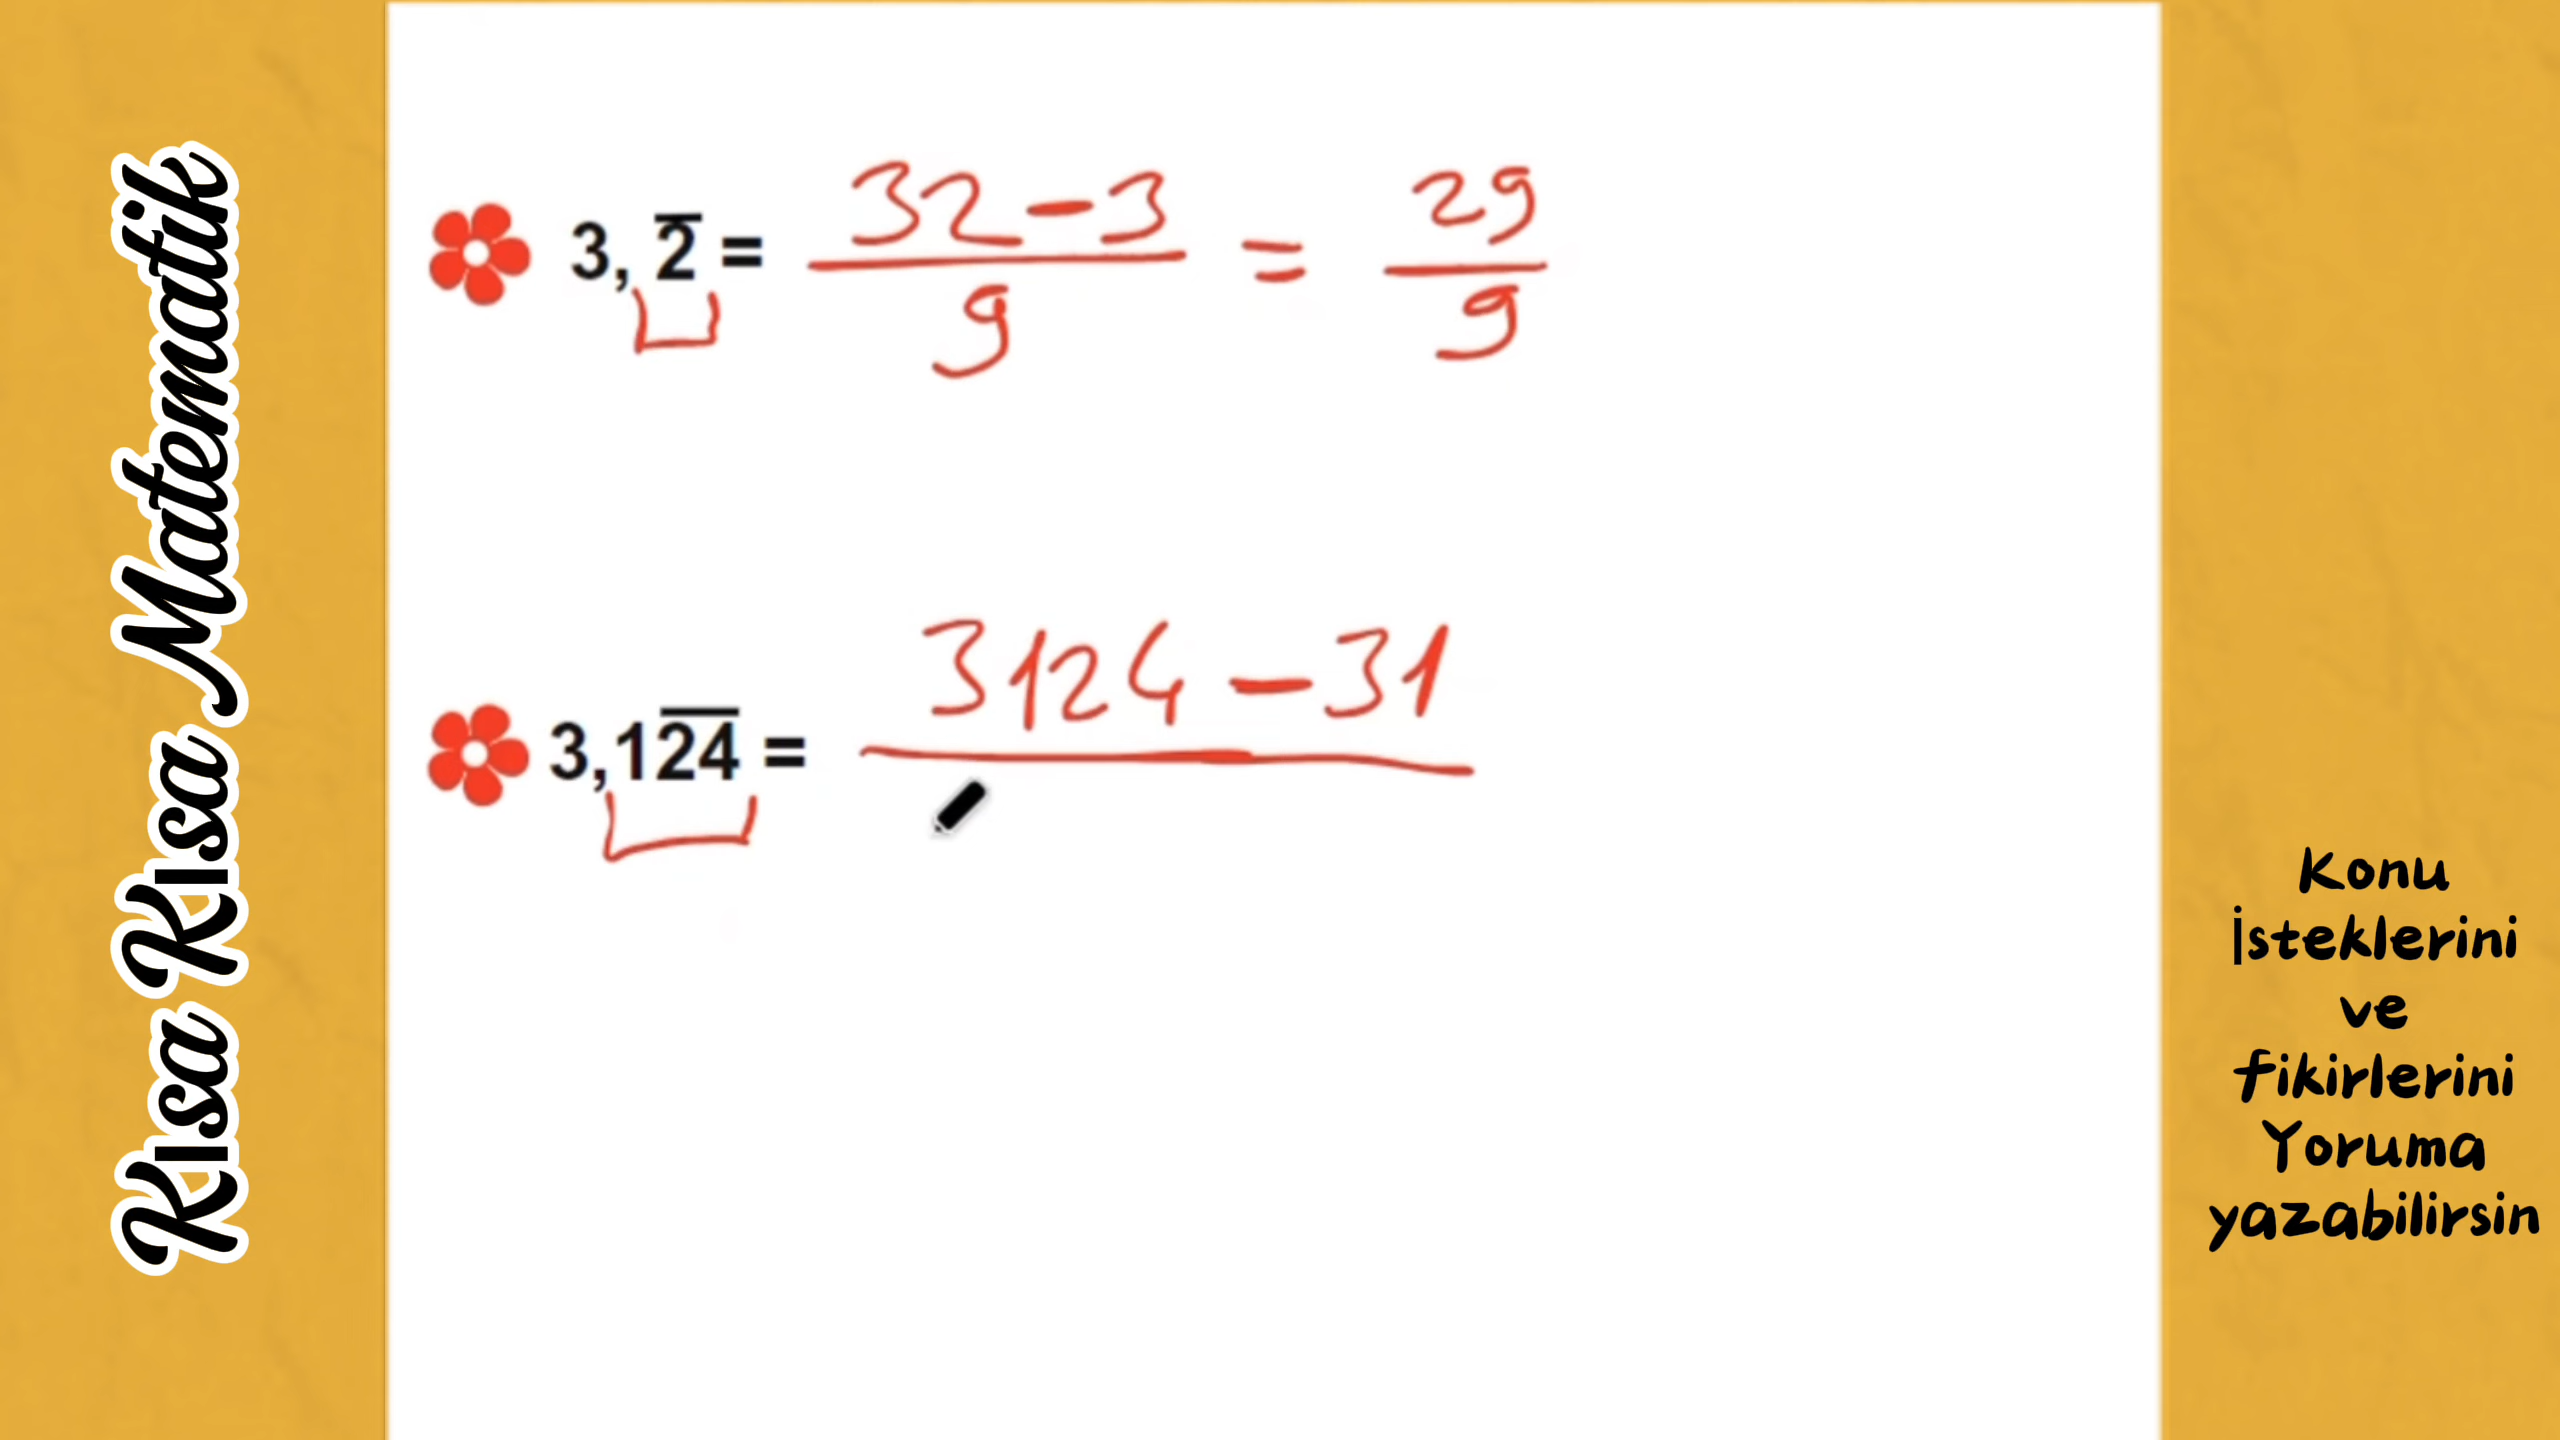 Kısa Kısa Matematik
3, 2̅ = 32 - 3 / 9 = 29 / 9
3,12̅4̅ = 3124 - 31
Konu
İsteklerini
ve
fikirlerini
Yoruma
yazabilirsin